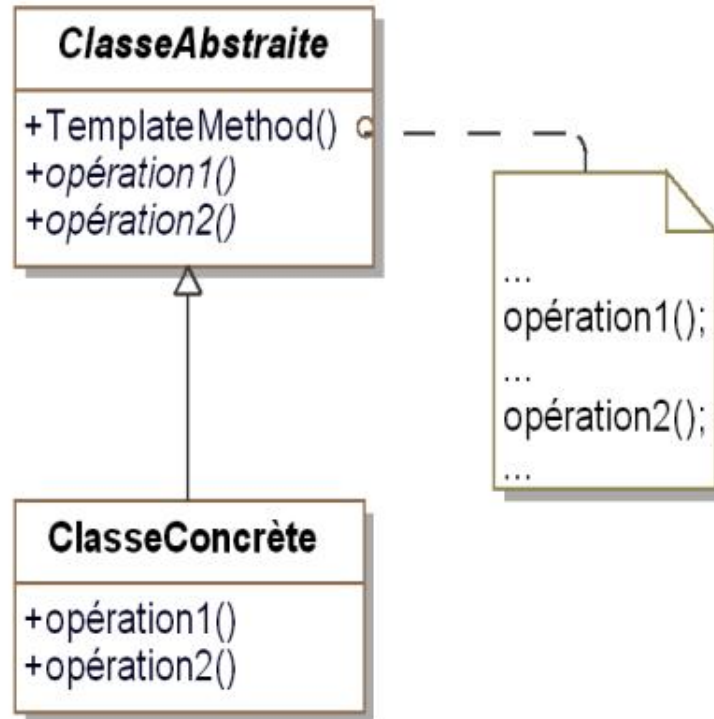 ClasseAbstraite
+TemplateMethod()
+opération1()
+opération2()
...
opération1();
...
opération2();
...
ClasseConcrète
+opération1()
+opération2()